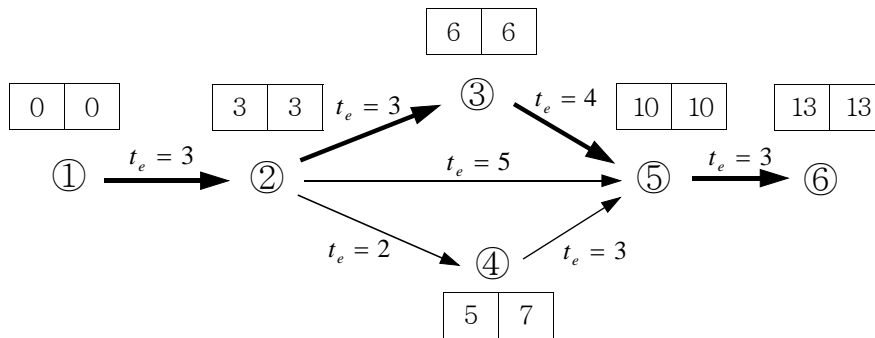 6 6
0 0
3 3
t_e = 3
③
t_e = 4
10 10
13 13
①
t_e = 3
②
t_e = 5
⑤
t_e = 3
⑥
t_e = 2
④
t_e = 3
5 7